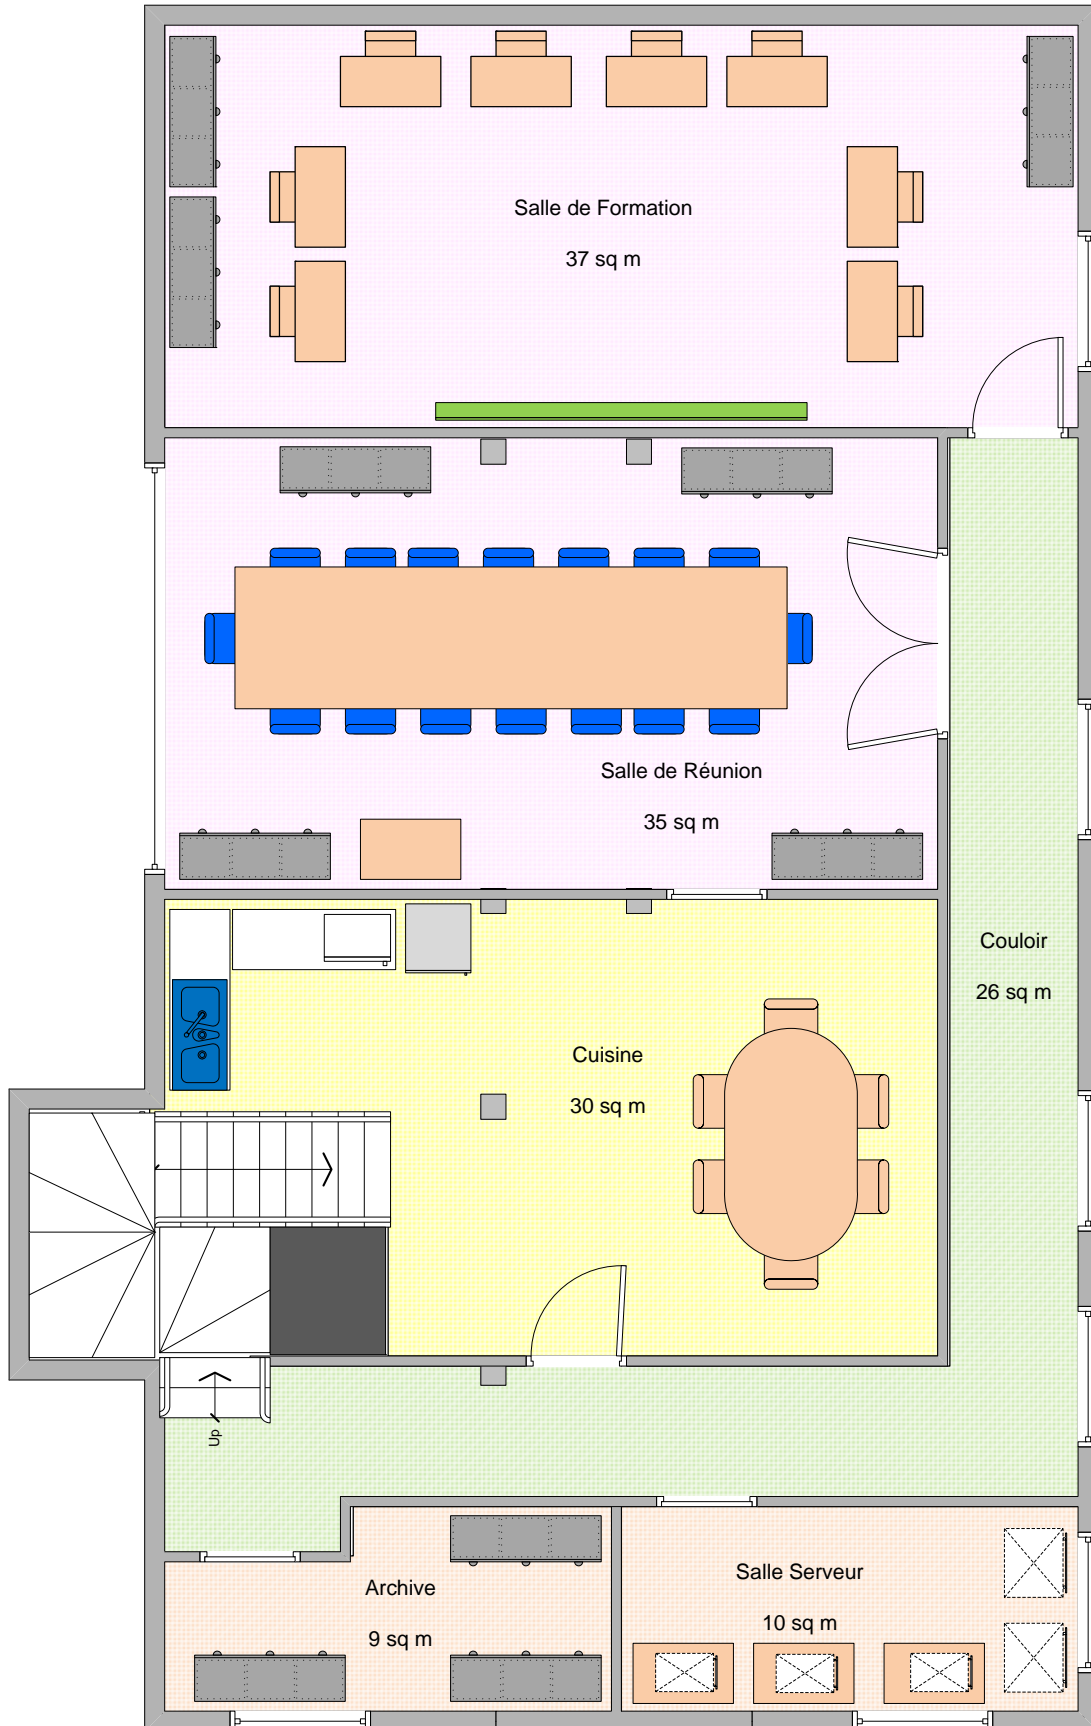 Salle de Formation
37 sq m
Salle de Réunion
35 sq m
Couloir
26 sq m
Cuisine
30 sq m
Up
Archive
9 sq m
Salle Serveur
10 sq m